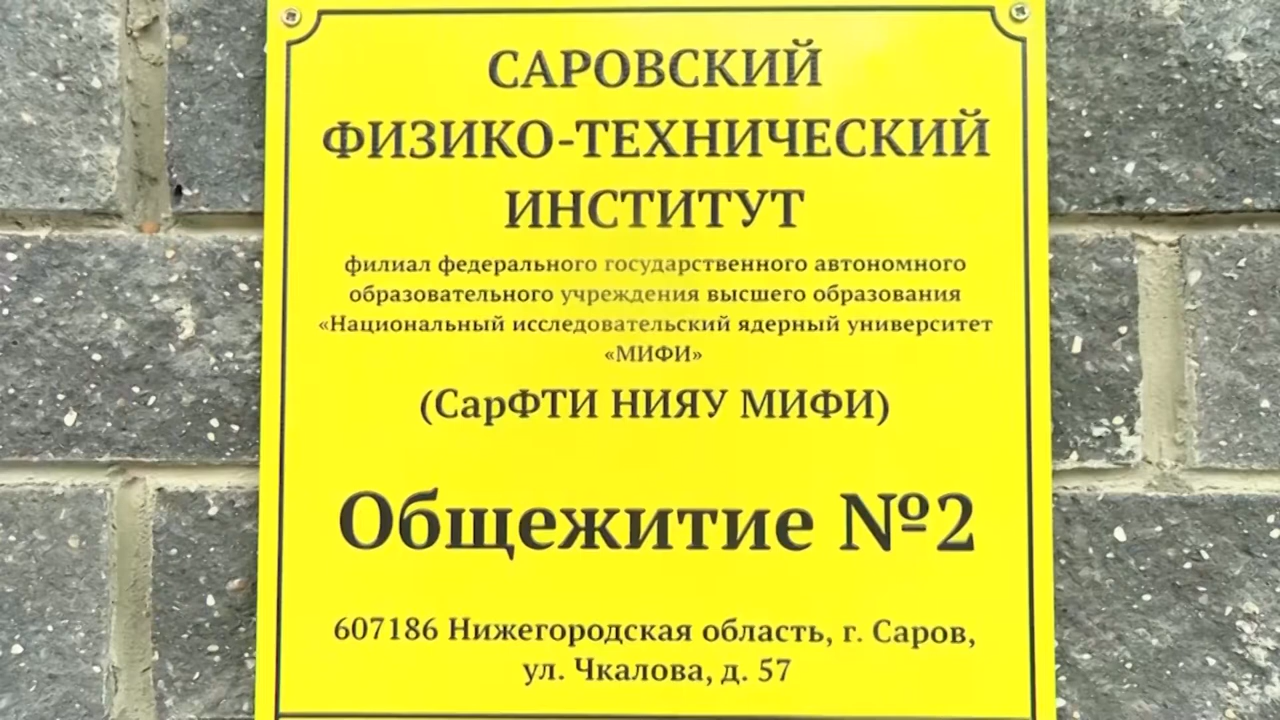 САРОВСКИЙ
ФИЗИКО-ТЕХНИЧЕСКИЙ
ИНСТИТУТ
филиал федерального государственного автономного
образовательного учреждения высшего образования
«Национальный исследовательский ядерный университет
«МИФИ»
(СарФТИ НИЯУ МИФИ)
Общежитие №2
607186 Нижегородская область, г. Саров,
ул. Чкалова, д. 57